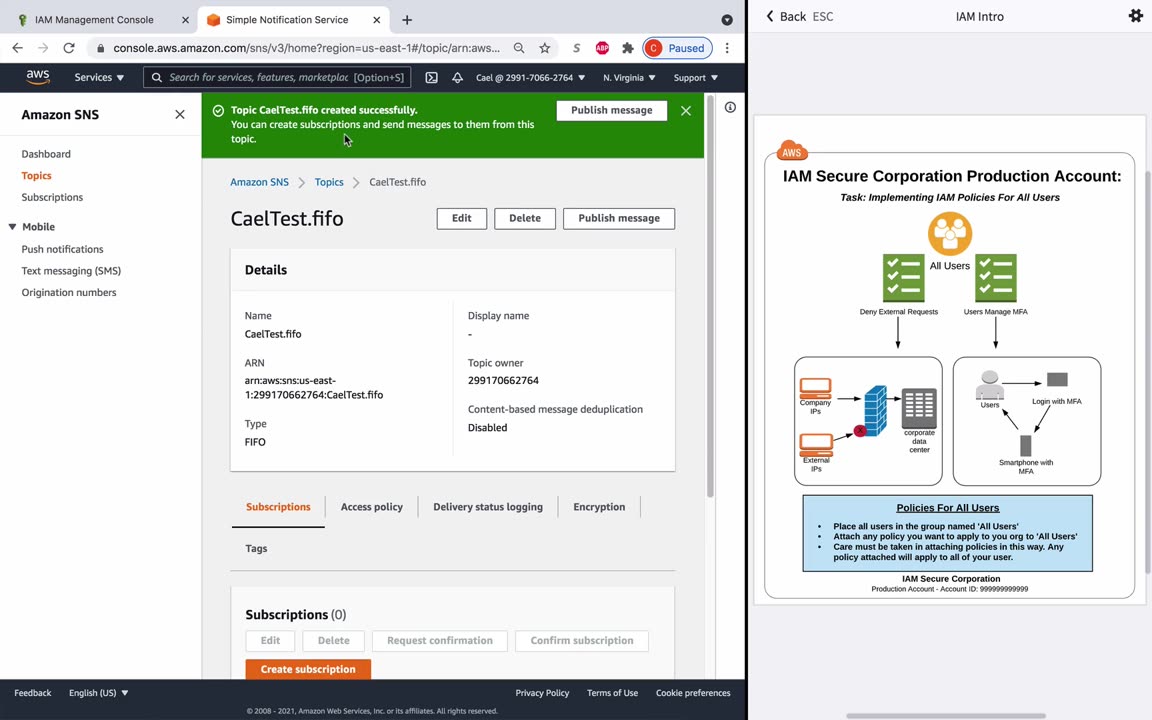 IAM Management Console
Simple Notification Service
console.aws.amazon.com/sns/v3/home?region=us-east-1#/topic/arn:aws...
S
ABP
C Paused
aws
Services
Search for services, features, marketplac [Option+S]
Cael @ 2991-7066-2764
N. Virginia
Support
Amazon SNS
Dashboard
Topics
Subscriptions
Mobile
Push notifications
Text messaging (SMS)
Origination numbers
Topic CaelTest.fifo created successfully.
You can create subscriptions and send messages to them from this
topic.
Publish message
Amazon SNS
Topics
CaelTest.fifo
CaelTest.fifo
Edit
Delete
Publish message
Details
Name
CaelTest.fifo
ARN
arn:aws:sns:us-east-
1:299170662764:CaelTest.fifo
Type
FIFO
Display name
-
Topic owner
299170662764
Content-based message deduplication
Disabled
Subscriptions
Access policy
Delivery status logging
Encryption
Tags
Subscriptions (0)
Edit
Delete
Request confirmation
Confirm subscription
Create subscription
Feedback
English (US)
Privacy Policy
Terms of Use
Cookie preferences
© 2008 - 2021, Amazon Web Services, Inc. or its affiliates. All rights reserved.
Back ESC
IAM Intro
AWS
IAM Secure Corporation Production Account:
Task: Implementing IAM Policies For All Users
All Users
Deny External Requests
Users Manage MFA
Company
IPs
External
IPs
X
corporate
data
center
Users
Login with MFA
Smartphone with
MFA
Policies For All Users
• Place all users in the group named 'All Users'
• Attach any policy you want to apply to you org to 'All Users'
• Care must be taken in attaching policies in this way. Any
policy attached will apply to all of your user.
IAM Secure Corporation
Production Account - Account ID: 999999999999